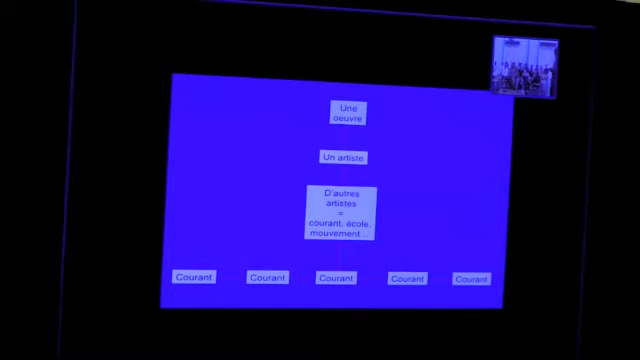 Une
oeuvre
Un artiste
D'autres
artistes
=
courant, école,
mouvement...
Courant Courant Courant Courant Courant